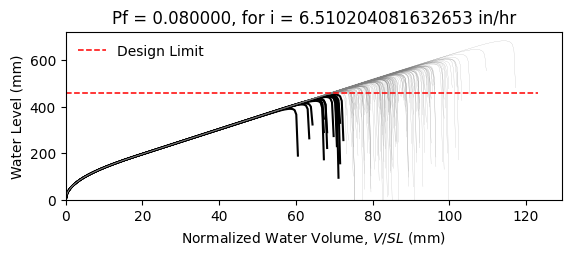 Pf = 0.080000, for i = 6.510204081632653 in/hr
Design Limit
Water Level (mm)
600
400
200
0
0 20 40 60 80 100 120
Normalized Water Volume, V/SL (mm)